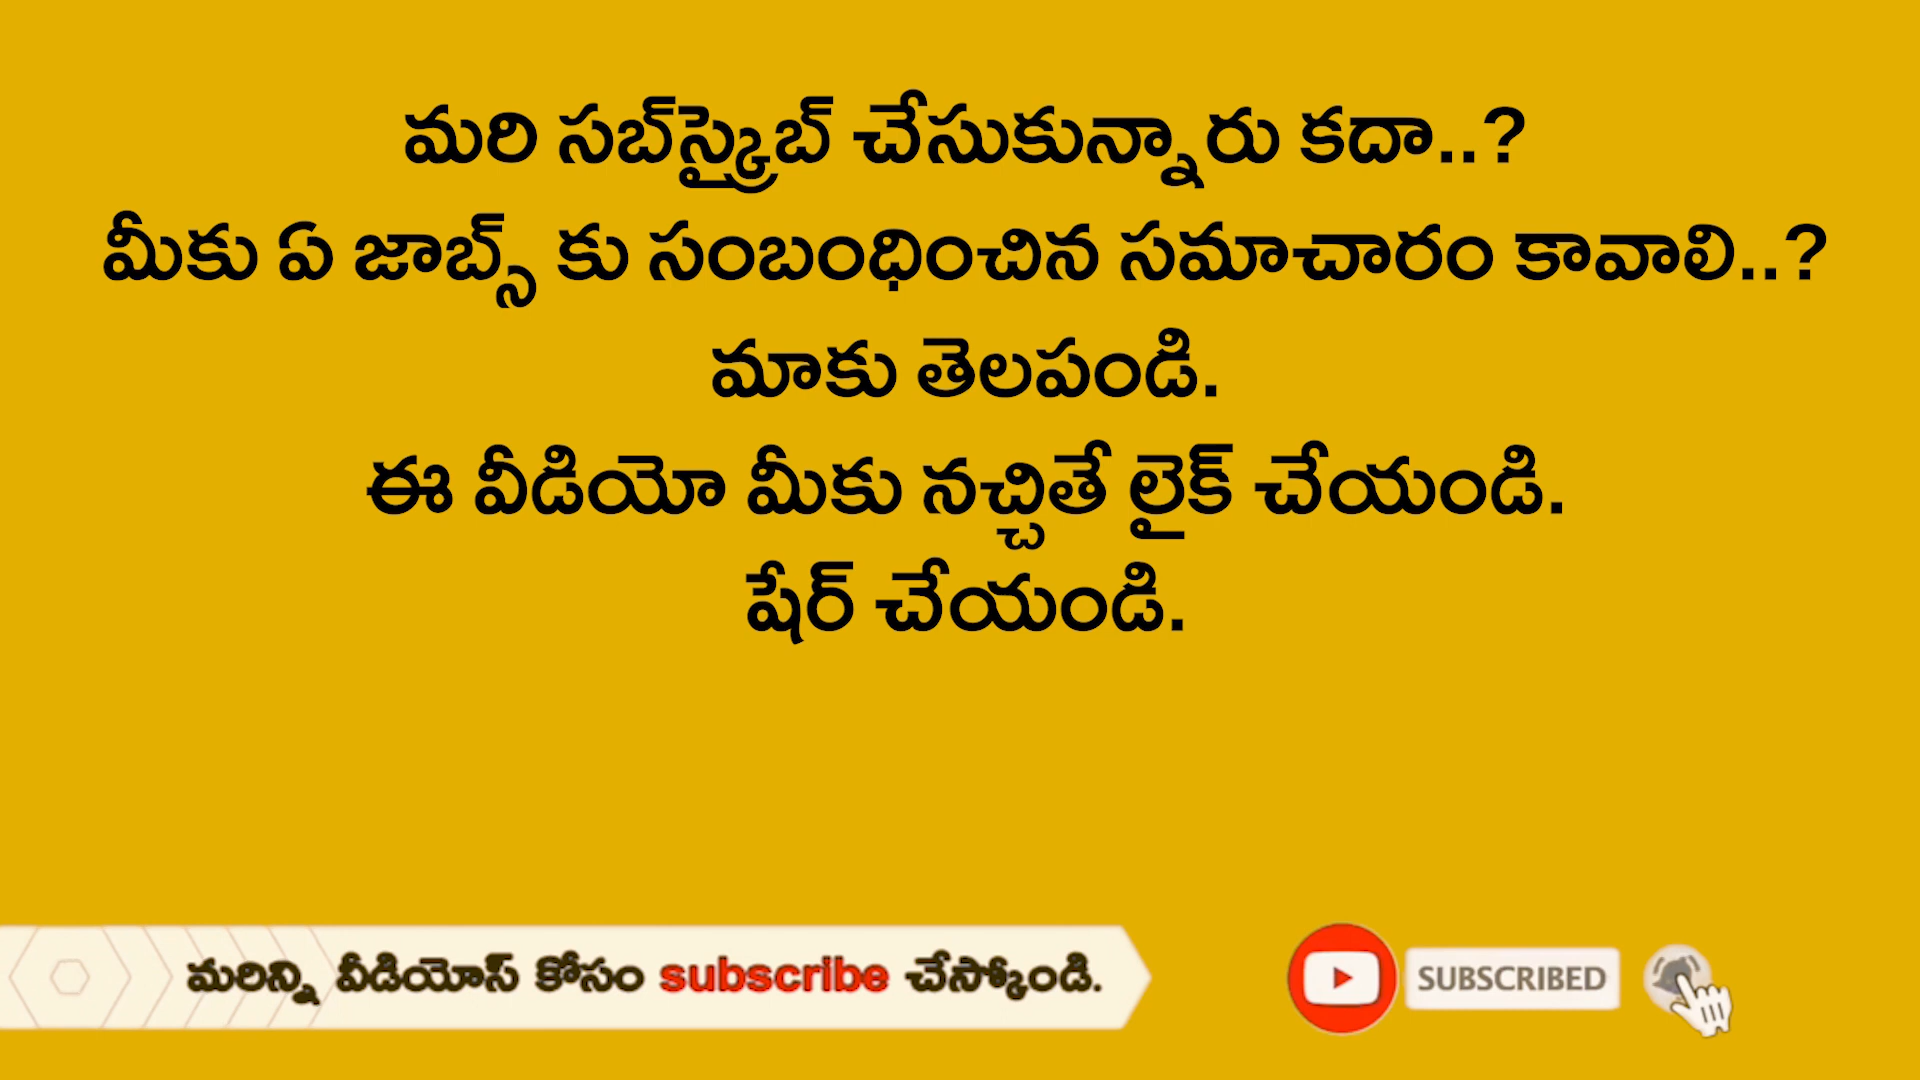 మరి సబ్‌స్క్రైబ్ చేసుకున్నారు కదా..?
మీకు ఏ జాబ్స్ కు సంబంధించిన సమాచారం కావాలి..?
మాకు తెలపండి.
ఈ వీడియో మీకు నచ్చితే లైక్ చేయండి.
షేర్ చేయండి.
మరిన్ని వీడియోస్ కోసం subscribe చేస్కోండి.
SUBSCRIBED